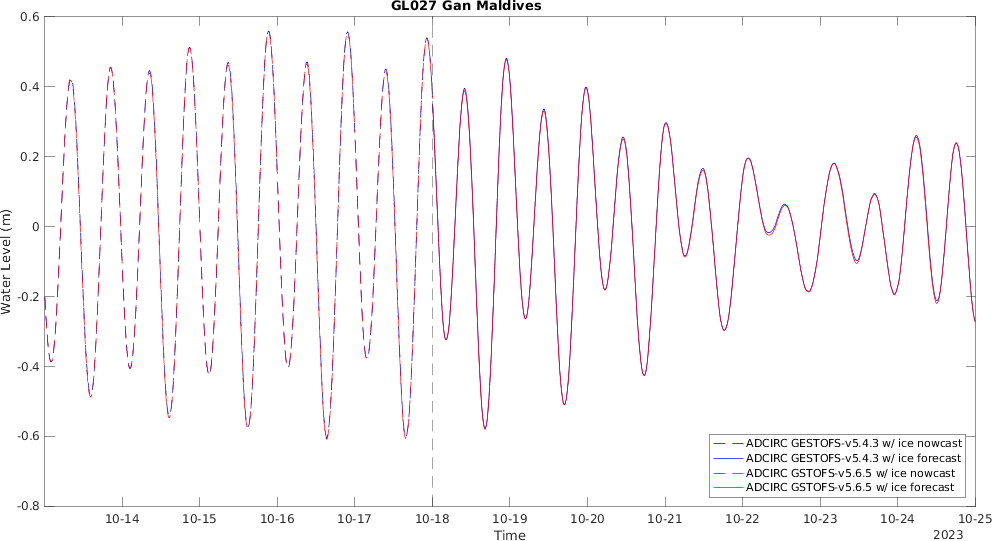 GL027 Gan Maldives
0.6
0.4
0.2
0
-0.2
-0.4
-0.6
-0.8
Water Level (m)
ADCIRC GESTOFS-v5.4.3 w/ ice nowcast
ADCIRC GESTOFS-v5.4.3 w/ ice forecast
ADCIRC GSTOFS-v5.6.5 w/ ice nowcast
ADCIRC GSTOFS-v5.6.5 w/ ice forecast
10-14 10-15 10-16 10-17 10-18 10-19 10-20 10-21 10-22 10-23 10-24 10-25
Time
2023